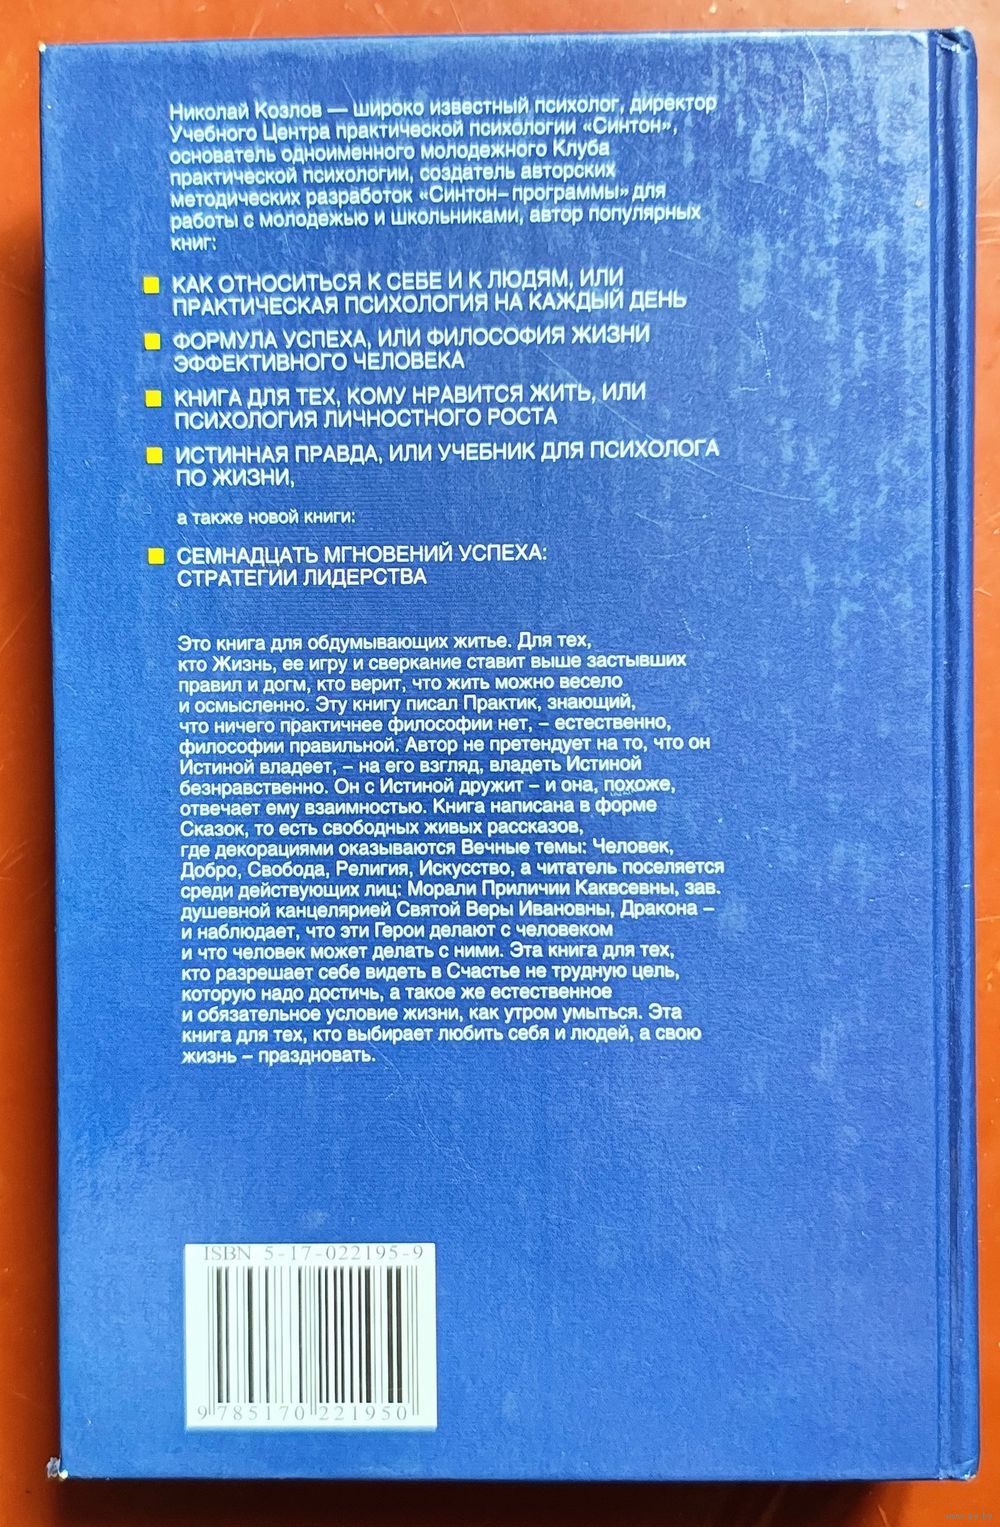 Николай Козлов — широко известный психолог, директор
Учебного Центра практической психологии «Синтон»,
основатель одноименного молодежного Клуба
практической психологии, создатель авторских
методических разработок «Синтон-программы» для
работы с молодежью и школьниками, автор популярных
книг:
КАК ОТНОСИТЬСЯ К СЕБЕ И К ЛЮДЯМ, ИЛИ
ПРАКТИЧЕСКАЯ ПСИХОЛОГИЯ НА КАЖДЫЙ ДЕНЬ
ФОРМУЛА УСПЕХА, ИЛИ ФИЛОСОФИЯ ЖИЗНИ
ЭФФЕКТИВНОГО ЧЕЛОВЕКА
КНИГА ДЛЯ ТЕХ, КОМУ НРАВИТСЯ ЖИТЬ, ИЛИ
ПСИХОЛОГИЯ ЛИЧНОСТНОГО РОСТА
ИСТИННАЯ ПРАВДА, ИЛИ УЧЕБНИК ДЛЯ ПСИХОЛОГА
ПО ЖИЗНИ,
а также новой книги:
СЕМНАДЦАТЬ МГНОВЕНИЙ УСПЕХА:
СТРАТЕГИИ ЛИДЕРСТВА
Это книга для обдумывающих житье. Для тех,
кто Жизнь, ее игру и сверкание ставит выше застывших
правил и догм, кто верит, что жить можно весело
и осмысленно. Эту книгу писал Практик, знающий,
что ничего практичнее философии нет, – естественно,
философии правильной. Автор не претендует на то, что он
Истиной владеет, – на его взгляд, владеть Истиной
безнравственно. Он с Истиной дружит – и она, похоже,
отвечает ему взаимностью. Книга написана в форме
Сказок, то есть свободных живых рассказов,
где декорациями оказываются Вечные темы: Человек,
Добро, Свобода, Религия, Искусство, а читатель поселяется
среди действующих лиц: Морали Приличии Каквсевны, зав.
душевной канцелярией Святой Веры Ивановны, Дракона –
и наблюдает, что эти Герои делают с человеком
и что человек может делать с ними. Эта книга для тех,
кто разрешает себе видеть в Счастье не трудную цель,
которую надо достичь, а такое же естественное
и обязательное условие жизни, как утром умыться. Эта
книга для тех, кто выбирает любить себя и людей, а свою
жизнь – праздновать.
ISBN 5-17-022195-9
9 785170 221950